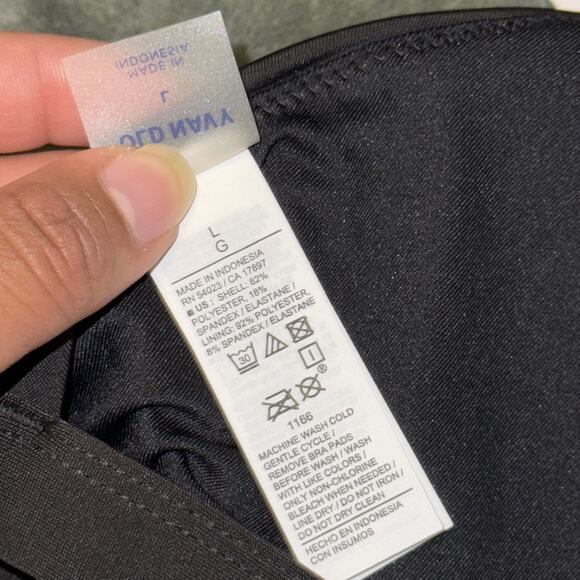 OLD NAVY
L
MADE IN
INDONESIA
L
G
MADE IN INDONESIA
RN 54023 / CA 17897
US : SHELL: 82%
POLYESTER, 18%
SPANDEX / ELASTANE /
LINING: 92% POLYESTER,
8% SPANDEX / ELASTANE
30
1166
MACHINE WASH COLD
GENTLE CYCLE /
REMOVE BRA PADS
BEFORE WASH / WASH
WITH LIKE COLORS /
ONLY NON-CHLORINE
BLEACH WHEN NEEDED /
LINE DRY / DO NOT IRON /
DO NOT DRY CLEAN
HECHO EN INDONESIA
CON INSUMOS